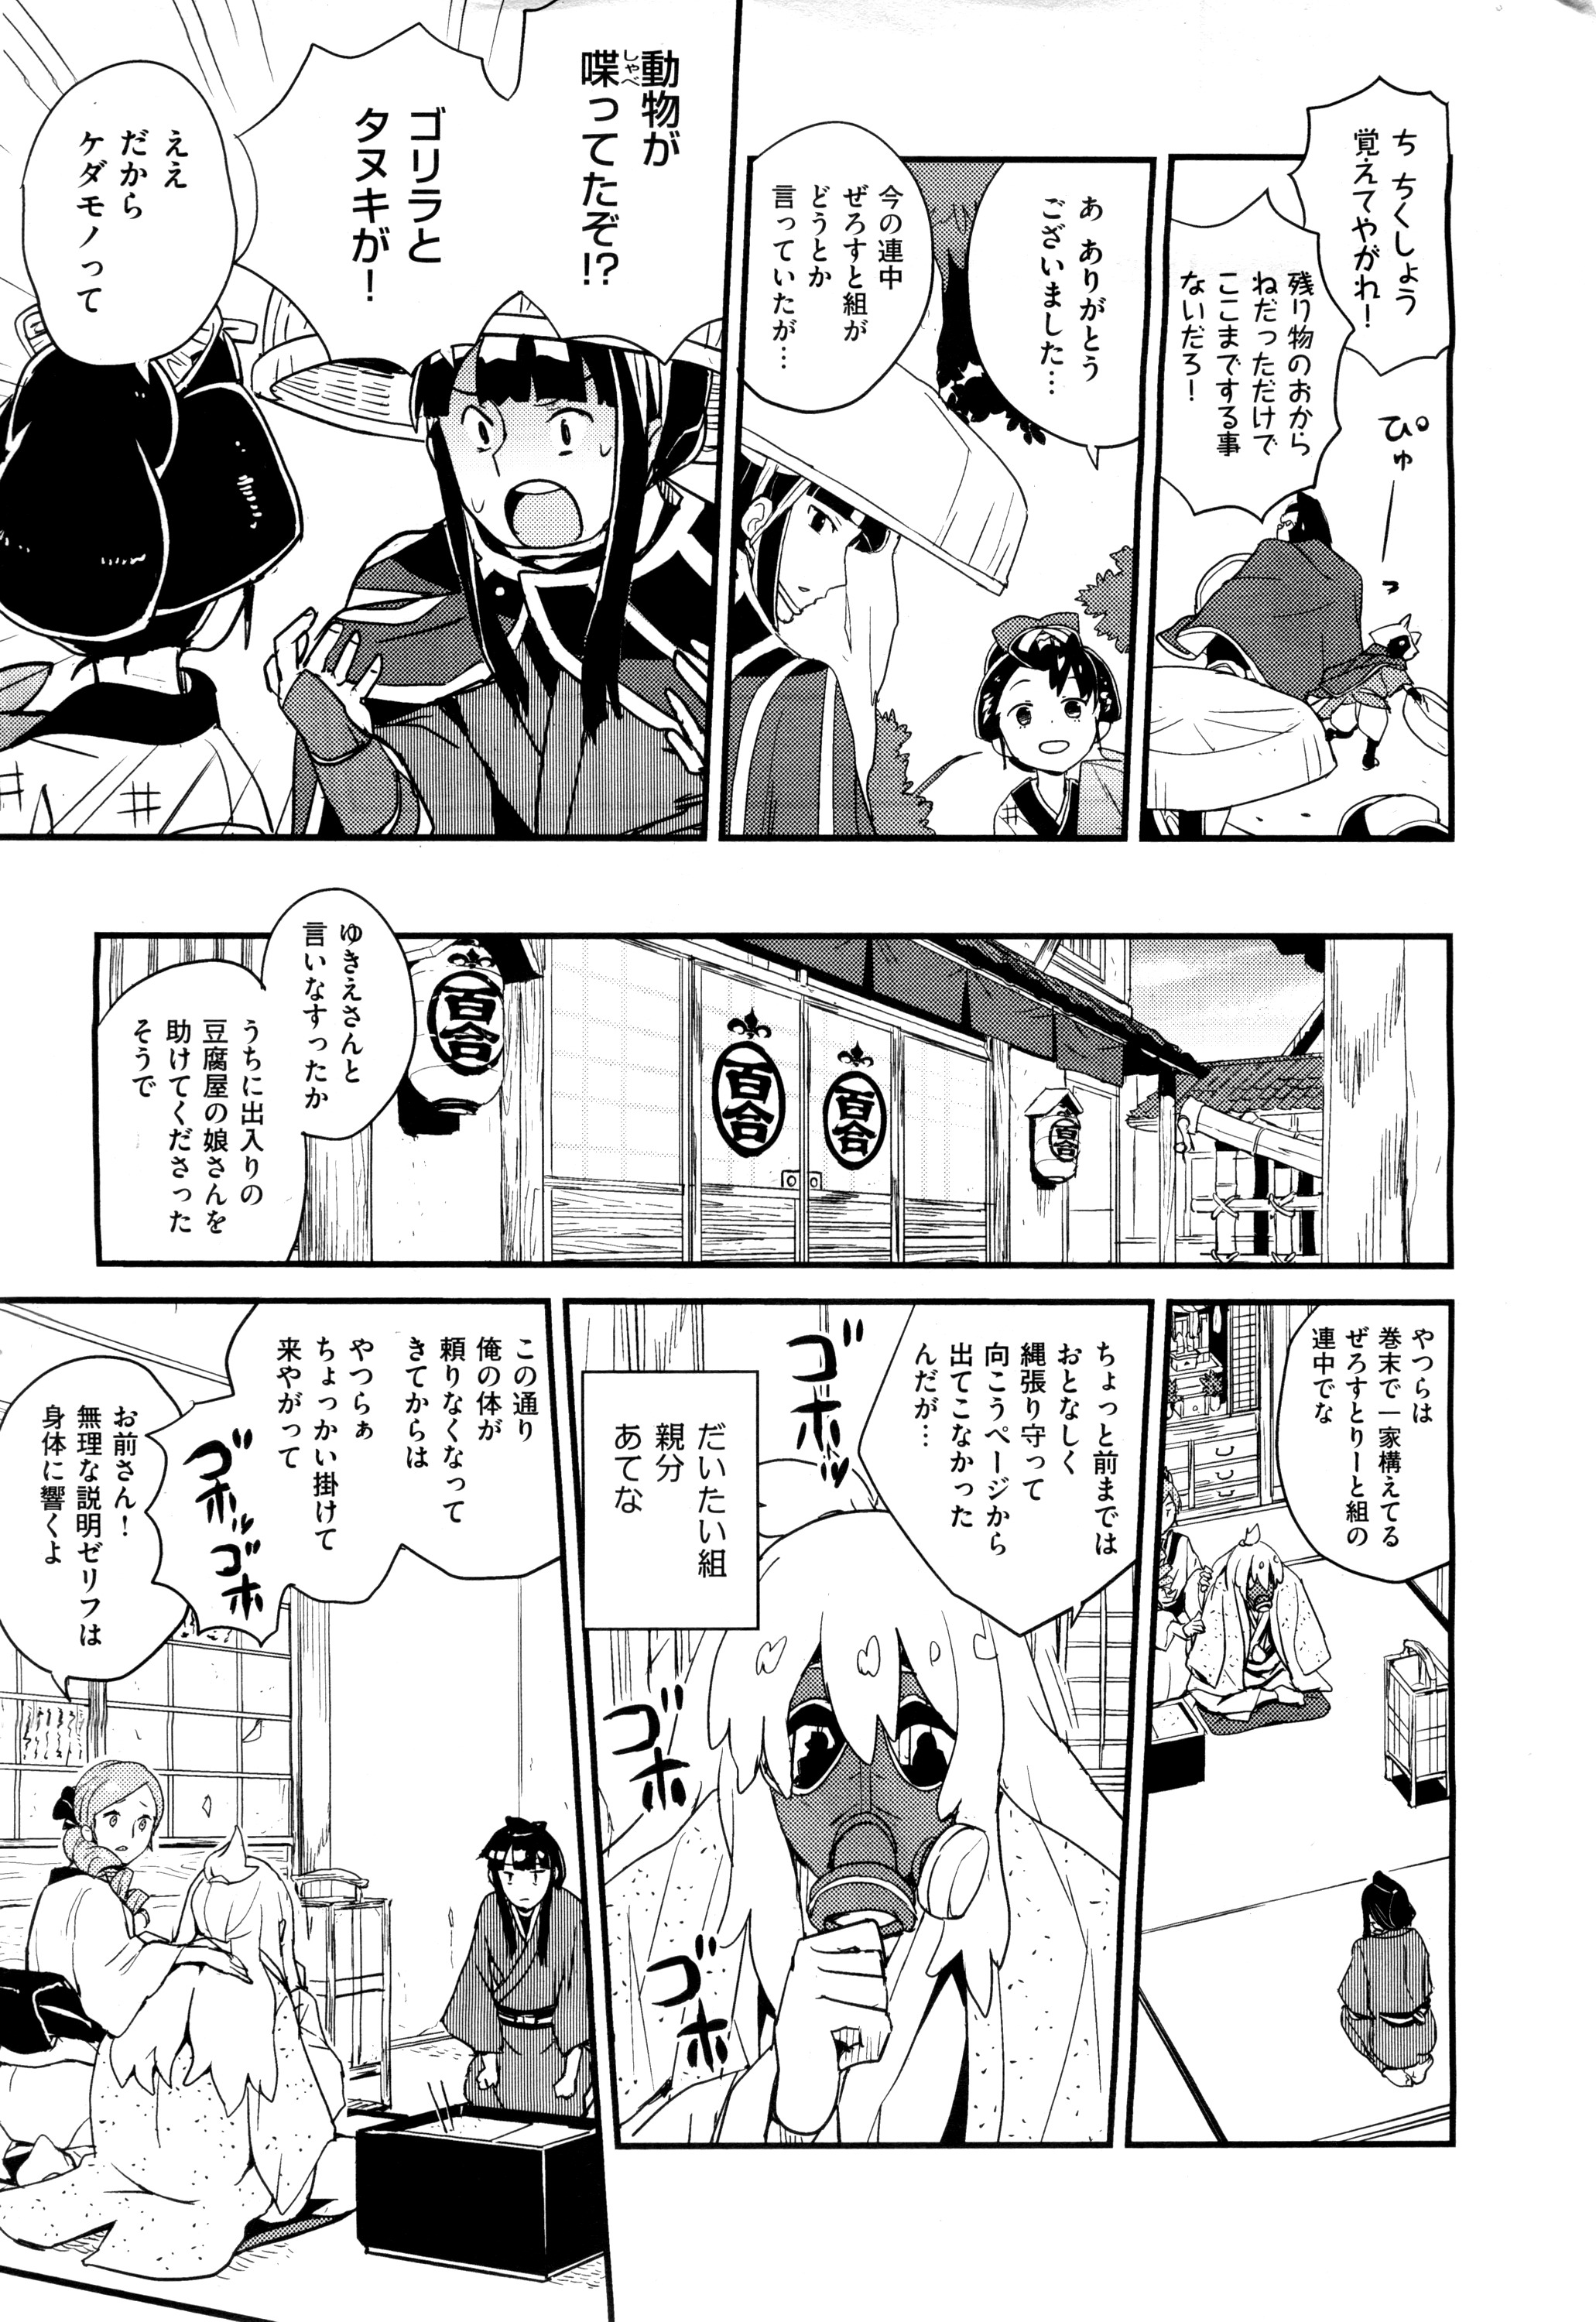 ち ちくしょう
覚えてやがれ！
残り物のおから
ねだっただけで
ここまでする事
ないだろ！
ぴゅーっ
あ ありがとう
ございました…
今の連中
ぜろすと組が
どうとか
言っていたが…
動物が
喋ってたぞ!?
しゃべ
ゴリラと
タヌキが！
ええ
だから
ケダモノって
百合
百合
百合
百合
ゆきえさんと
言いなすったか
うちに出入りの
豆腐屋の娘さんを
助けてくださった
そうで
やつらは
巻末で一家構えてる
ぜろすとりーと組の
連中でな
ちょっと前までは
おとなしく
縄張り守って
向こうページから
出てこなかった
んだが…
ゴホッ
だいたい組
親分
あてな
ゴホ
ゴホ
この通り
俺の体が
頼りなくなって
きてからは
やつらぁ
ちょっかい掛けて
来やがって
ゴホッ
ゴホ
お前さん！
無理な説明ゼリフは
身体に響くよ